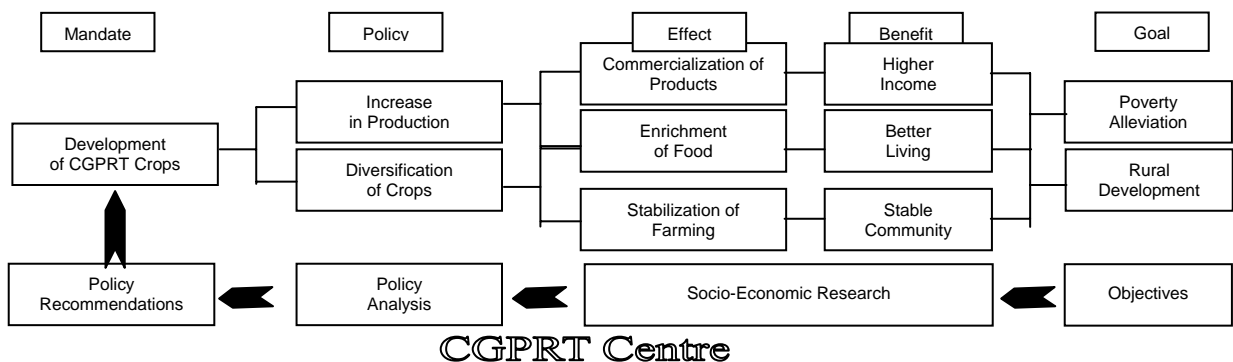 Mandate
Policy
Effect
Benefit
Goal
Commercialization of
Products
Higher
Income
Increase
in Production
Poverty
Alleviation
Development
of CGPRT Crops
Enrichment
of Food
Better
Living
Diversification
of Crops
Rural
Development
Stabilization of
Farming
Stable
Community
Policy
Recommendations
Policy
Analysis
Socio-Economic Research
Objectives
CGPRT Centre